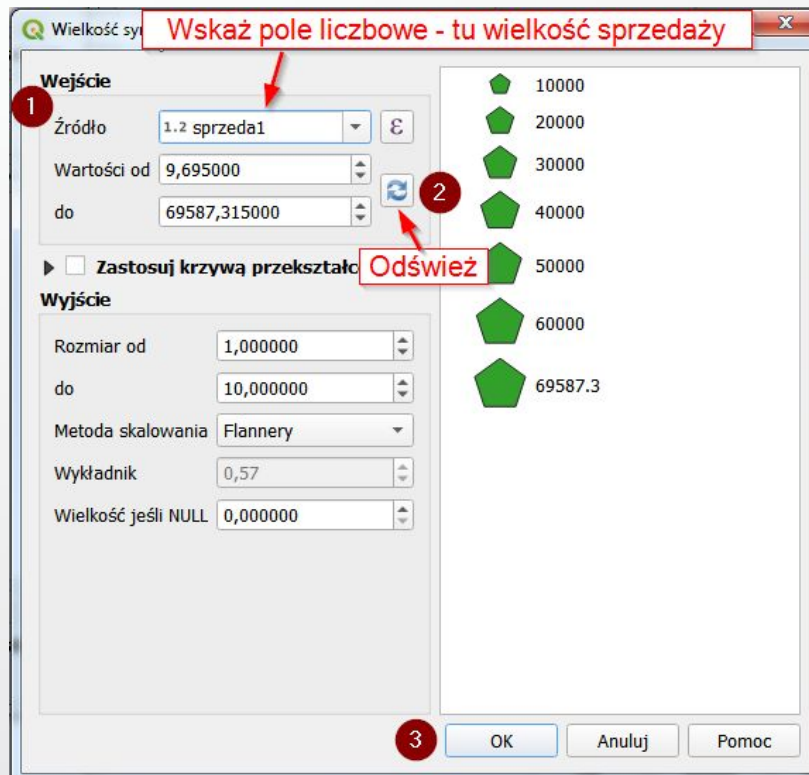 Wielkość sy
Wskaż pole liczbowe - tu wielkość sprzedaży
x
Wejście
1
Źródło
1.2 sprzeda1
ε
Wartości od
9,695000
do
69587,315000
2
Odśwież
Zastosuj krzywą przekształc
Wyjście
Rozmiar od
1,000000
do
10,000000
Metoda skalowania
Flannery
Wykładnik
0,57
Wielkość jeśli NULL
0,000000
10000
20000
30000
40000
50000
60000
69587.3
3
OK
Anuluj
Pomoc